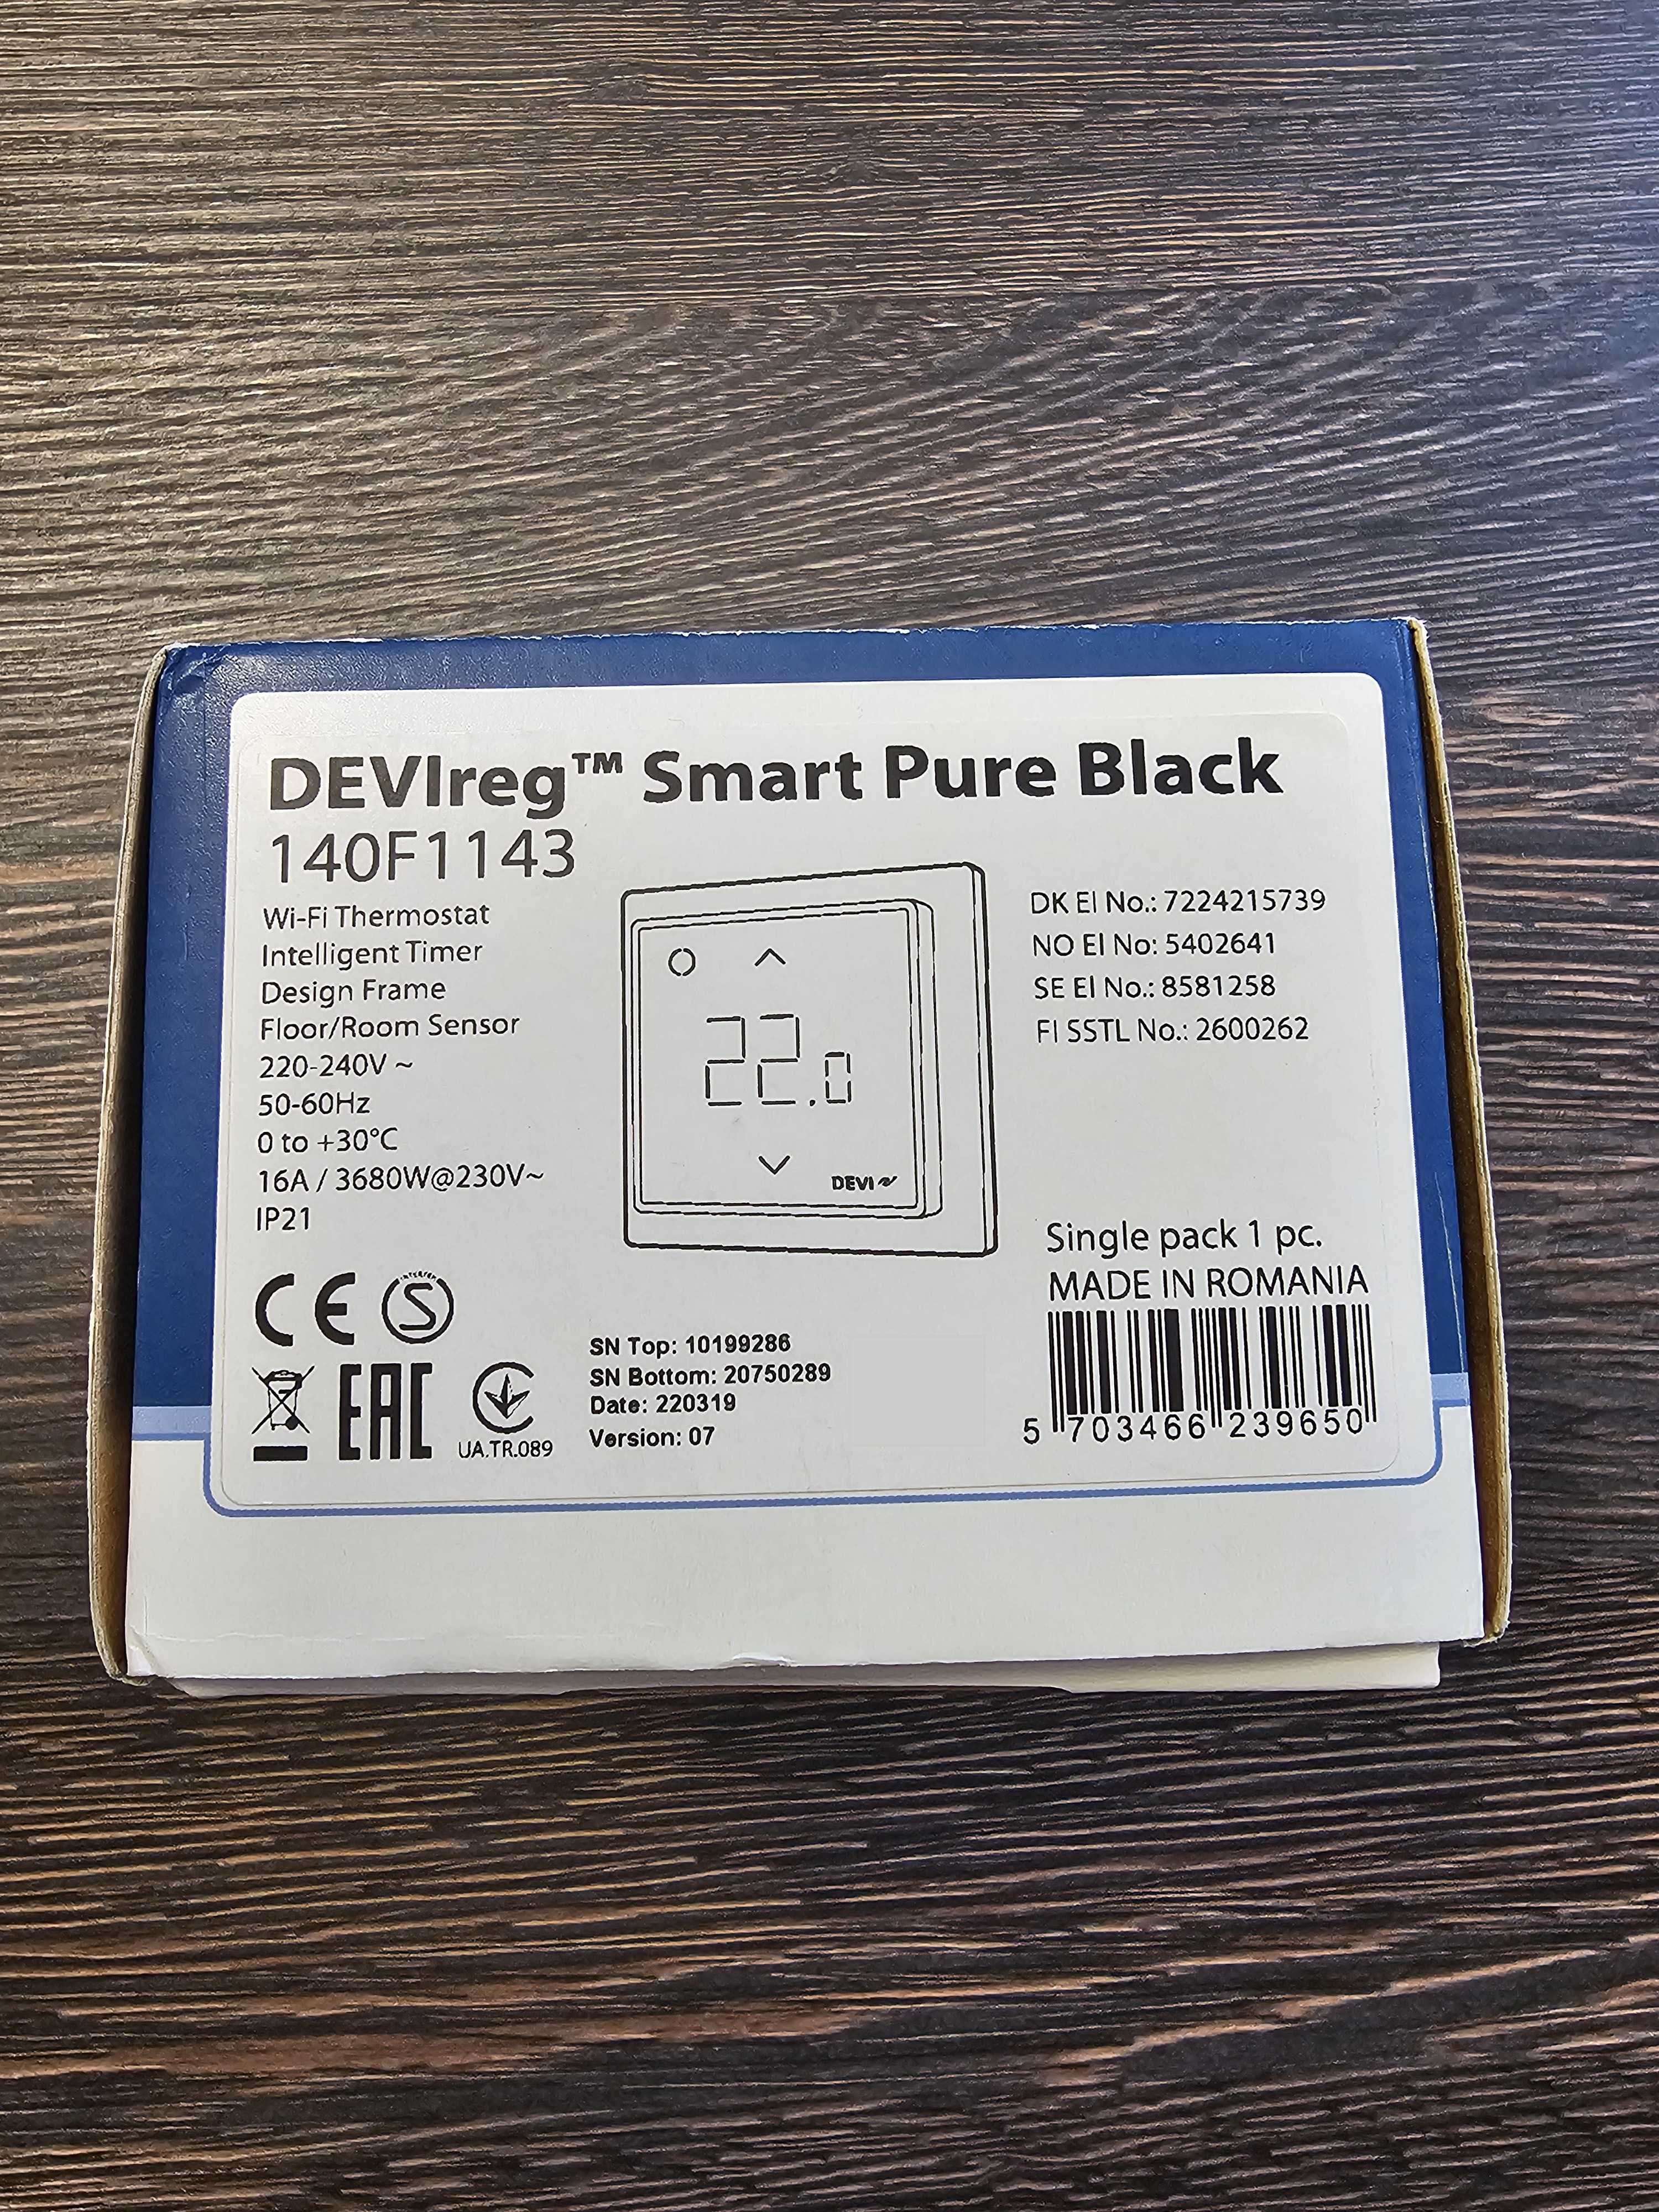 DEVIreg™ Smart Pure Black
140F1143
Wi-Fi Thermostat
Intelligent Timer
Design Frame
Floor/Room Sensor
220-240V ~
50-60Hz
0 to +30°C
16A / 3680W@230V~
IP21
22.0
DEVI
DK El No.: 7224215739
NO El No: 5402641
SE El No.: 8581258
FI SSTL No.: 2600262
Single pack 1 pc.
MADE IN ROMANIA
5 703466 239650
CE
S
EAC
UA.TR.089
SN Top: 10199286
SN Bottom: 20750289
Date: 220319
Version: 07